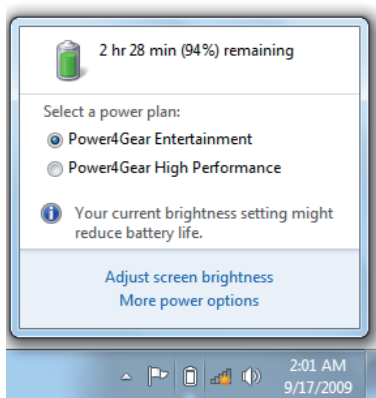 2 hr 28 min (94%) remaining
Select a power plan:
Power4Gear Entertainment
Power4Gear High Performance
Your current brightness setting might
reduce battery life.
Adjust screen brightness
More power options
2:01 AM
9/17/2009